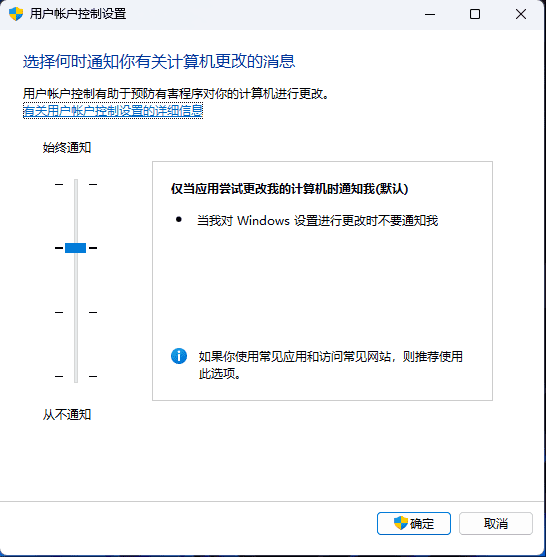 用户帐户控制设置
选择何时通知你有关计算机更改的消息
用户帐户控制有助于预防有害程序对你的计算机进行更改。
有关用户帐户控制设置的详细信息
始终通知
仅当应用尝试更改我的计算机时通知我(默认)
• 当我对 Windows 设置进行更改时不要通知我
如果你使用常见应用和访问常见网站，则推荐使用
此选项。
从不通知
确定
取消